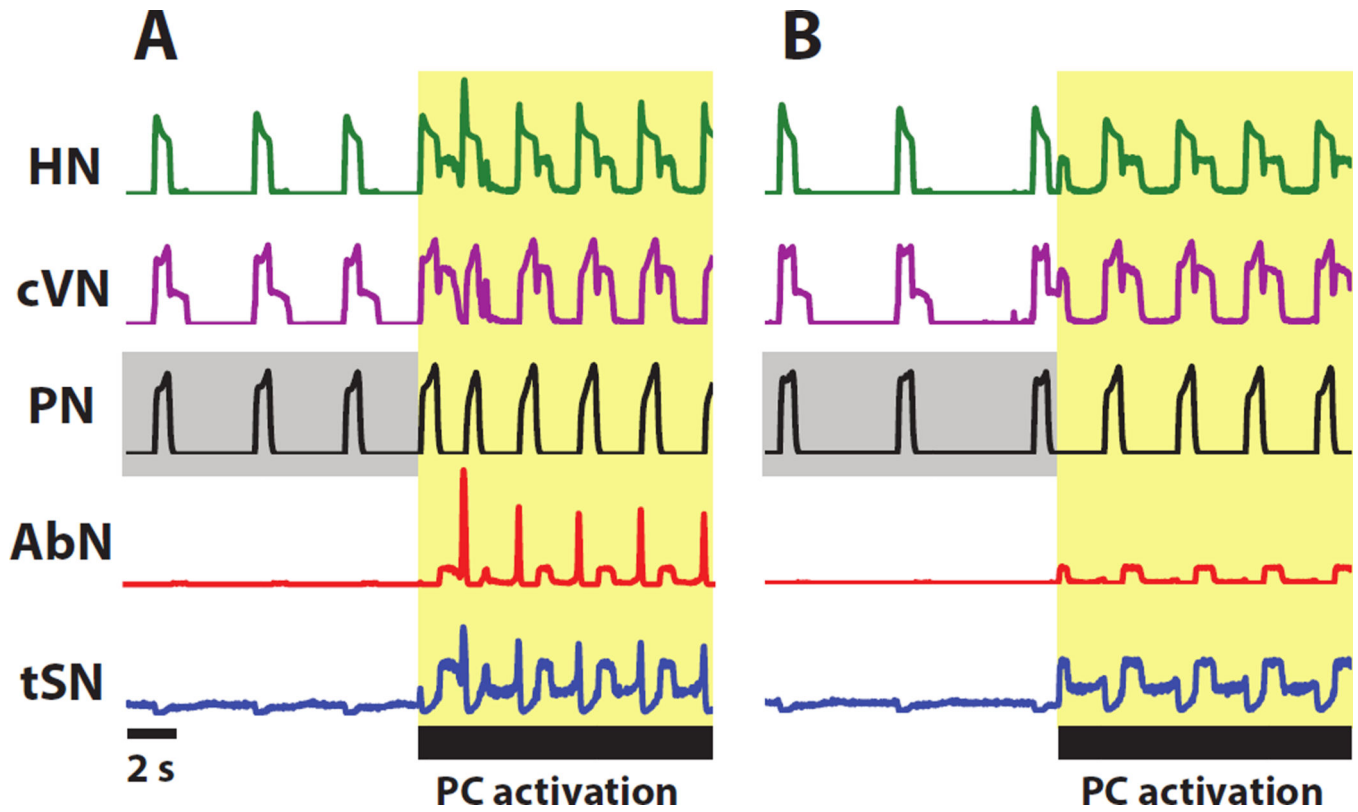 A B
HN
cVN
PN
AbN
tSN
2 s
PC activation PC activation